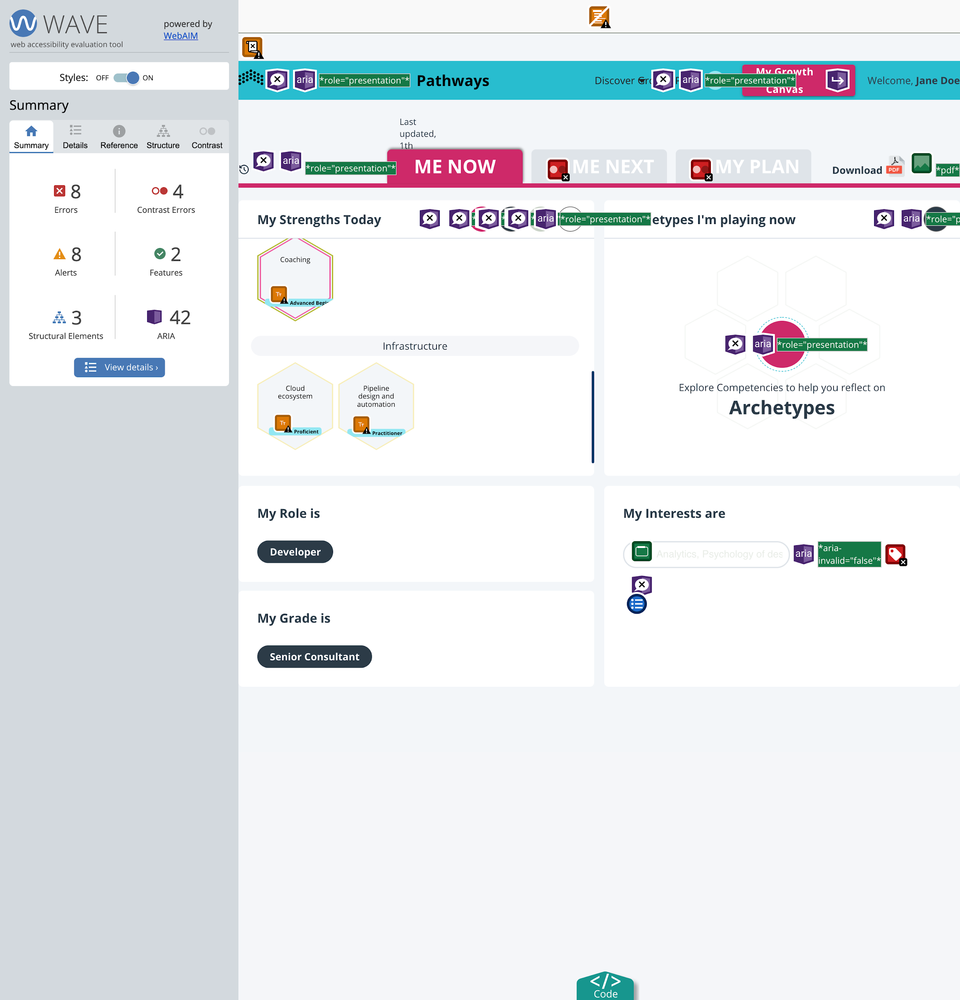 WAVE
web accessibility evaluation tool
powered by
WebAIM
Styles: OFF ON
Summary
Summary Details Reference Structure Contrast
8
Errors
4
Contrast Errors
8
Alerts
2
Features
3
Structural Elements
42
ARIA
View details ›
aria *role="presentation"* Pathways
Discover
aria *role="presentation"*
My Growth
Canvas
Welcome, Jane Doe
Last
updated,
1th
aria *role="presentation"*
ME NOW
ME NEXT
MY PLAN
Download PDF *pdf*
My Strengths Today
aria *role="presentation"*
etypes I'm playing now
aria *role="p
Coaching
Tт
Advanced Begin
Infrastructure
Cloud
ecosystem
Tт
Proficient
Pipeline
design and
automation
Tт
Practitioner
aria *role="presentation"*
Explore Competencies to help you reflect on
Archetypes
My Role is
Developer
My Grade is
Senior Consultant
My Interests are
Analytics, Psychology of des
aria *aria-
invalid="false"*
</>
Code